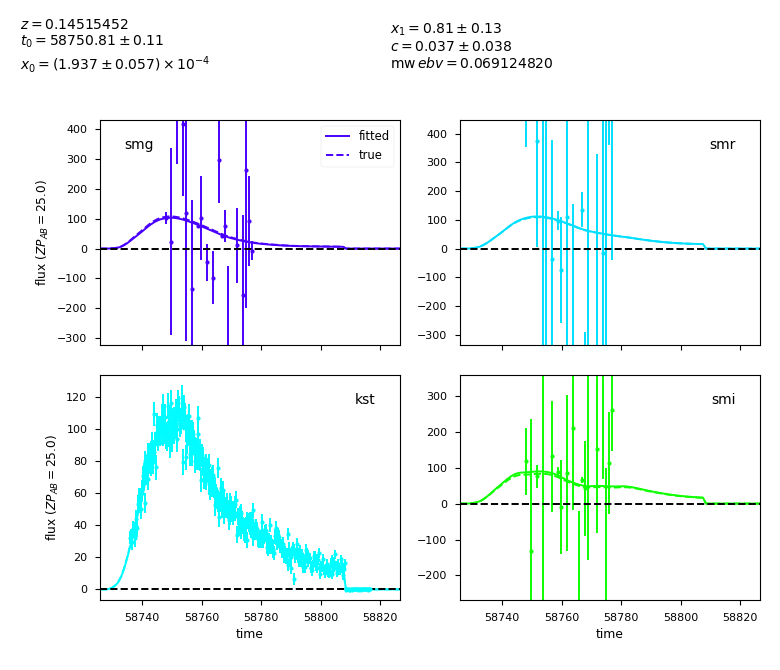 z = 0.14515452
t₀ = 58750.81 ± 0.11
x₀ = (1.937 ± 0.057) × 10⁻⁴
x₁ = 0.81 ± 0.13
c = 0.037 ± 0.038
mw ebv = 0.069124820
smg
fitted
true
400
300
200
100
0
−100
−200
−300
flux (ZP_AB = 25.0)
smr
400
300
200
100
0
−100
−200
−300
kst
120
100
80
60
40
20
0
flux (ZP_AB = 25.0)
58740 58760 58780 58800 58820
time
smi
300
200
100
0
−100
−200
58740 58760 58780 58800 58820
time